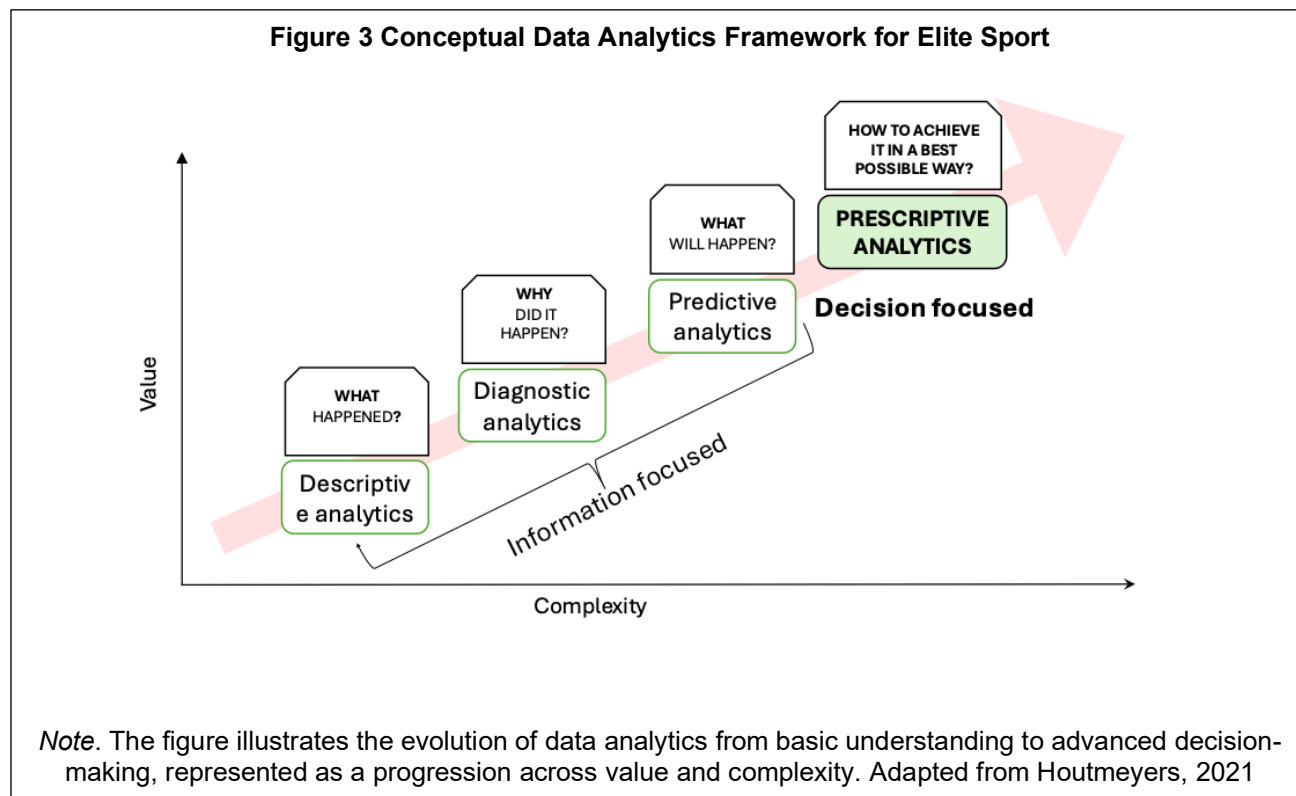 Figure 3 Conceptual Data Analytics Framework for Elite Sport
HOW TO ACHIEVE
IT IN A BEST
POSSIBLE WAY?
PRESCRIPTIVE
ANALYTICS
WHAT
WILL HAPPEN?
Predictive
analytics
Decision focused
WHY
DID IT
HAPPEN?
Diagnostic
analytics
WHAT
HAPPENED?
Descriptiv
e analytics
Information focused
Value
Complexity
Note. The figure illustrates the evolution of data analytics from basic understanding to advanced decision-
making, represented as a progression across value and complexity. Adapted from Houtmeyers, 2021